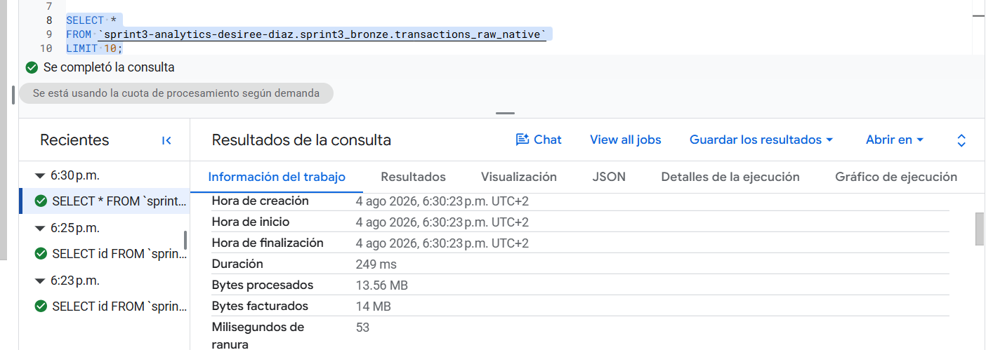 7
8 SELECT *
9 FROM `sprint3-analytics-desiree-diaz.sprint3_bronze.transactions_raw_native`
10 LIMIT 10;
Se completó la consulta
Se está usando la cuota de procesamiento según demanda
Recientes
6:30 p.m.
SELECT * FROM `sprint...
6:25 p.m.
SELECT id FROM `sprin...
6:23 p.m.
SELECT id FROM `sprin...
Resultados de la consulta
Chat
View all jobs
Guardar los resultados
Abrir en
Información del trabajo Resultados Visualización JSON Detalles de la ejecución Gráfico de ejecución
Hora de creación 4 ago 2026, 6:30:23 p.m. UTC+2
Hora de inicio 4 ago 2026, 6:30:23 p.m. UTC+2
Hora de finalización 4 ago 2026, 6:30:23 p.m. UTC+2
Duración 249 ms
Bytes procesados 13.56 MB
Bytes facturados 14 MB
Milisegundos de 53
ranura